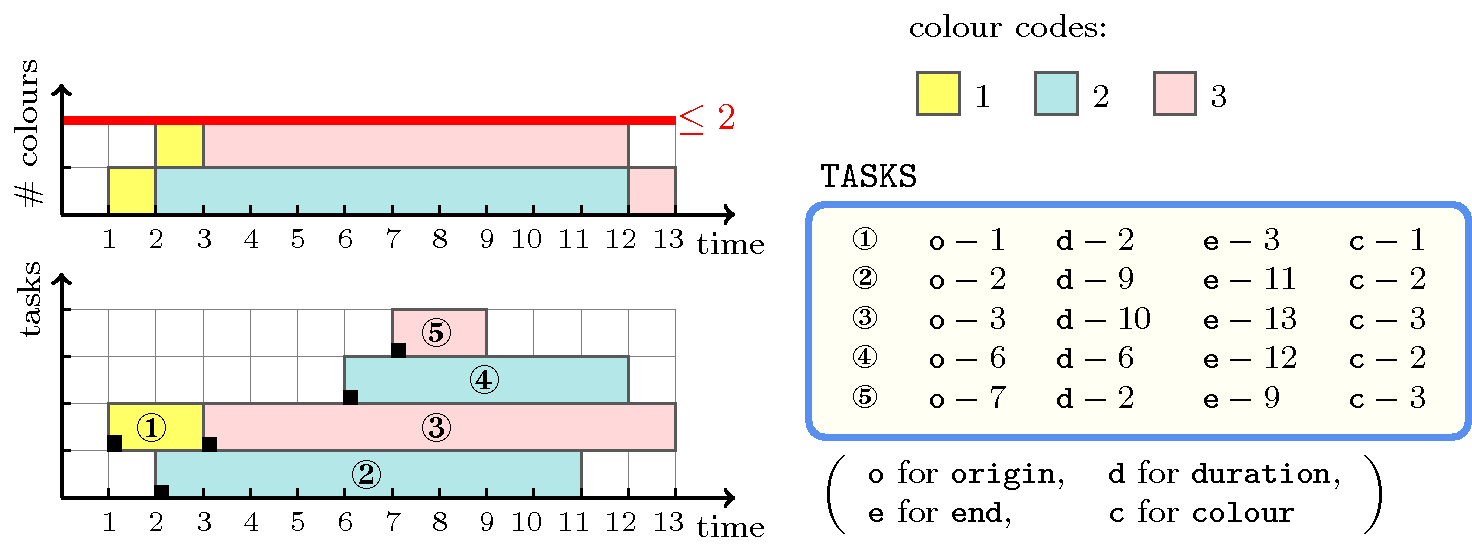 # colours
≤ 2
1 2 3 4 5 6 7 8 9 10 11 12 13 time
tasks
⑤
④
① ③
②
1 2 3 4 5 6 7 8 9 10 11 12 13 time
colour codes:
1 2 3
TASKS
① o − 1 d − 2 e − 3 c − 1
② o − 2 d − 9 e − 11 c − 2
③ o − 3 d − 10 e − 13 c − 3
④ o − 6 d − 6 e − 12 c − 2
⑤ o − 7 d − 2 e − 9 c − 3
( o for origin, d for duration,
e for end, c for colour )